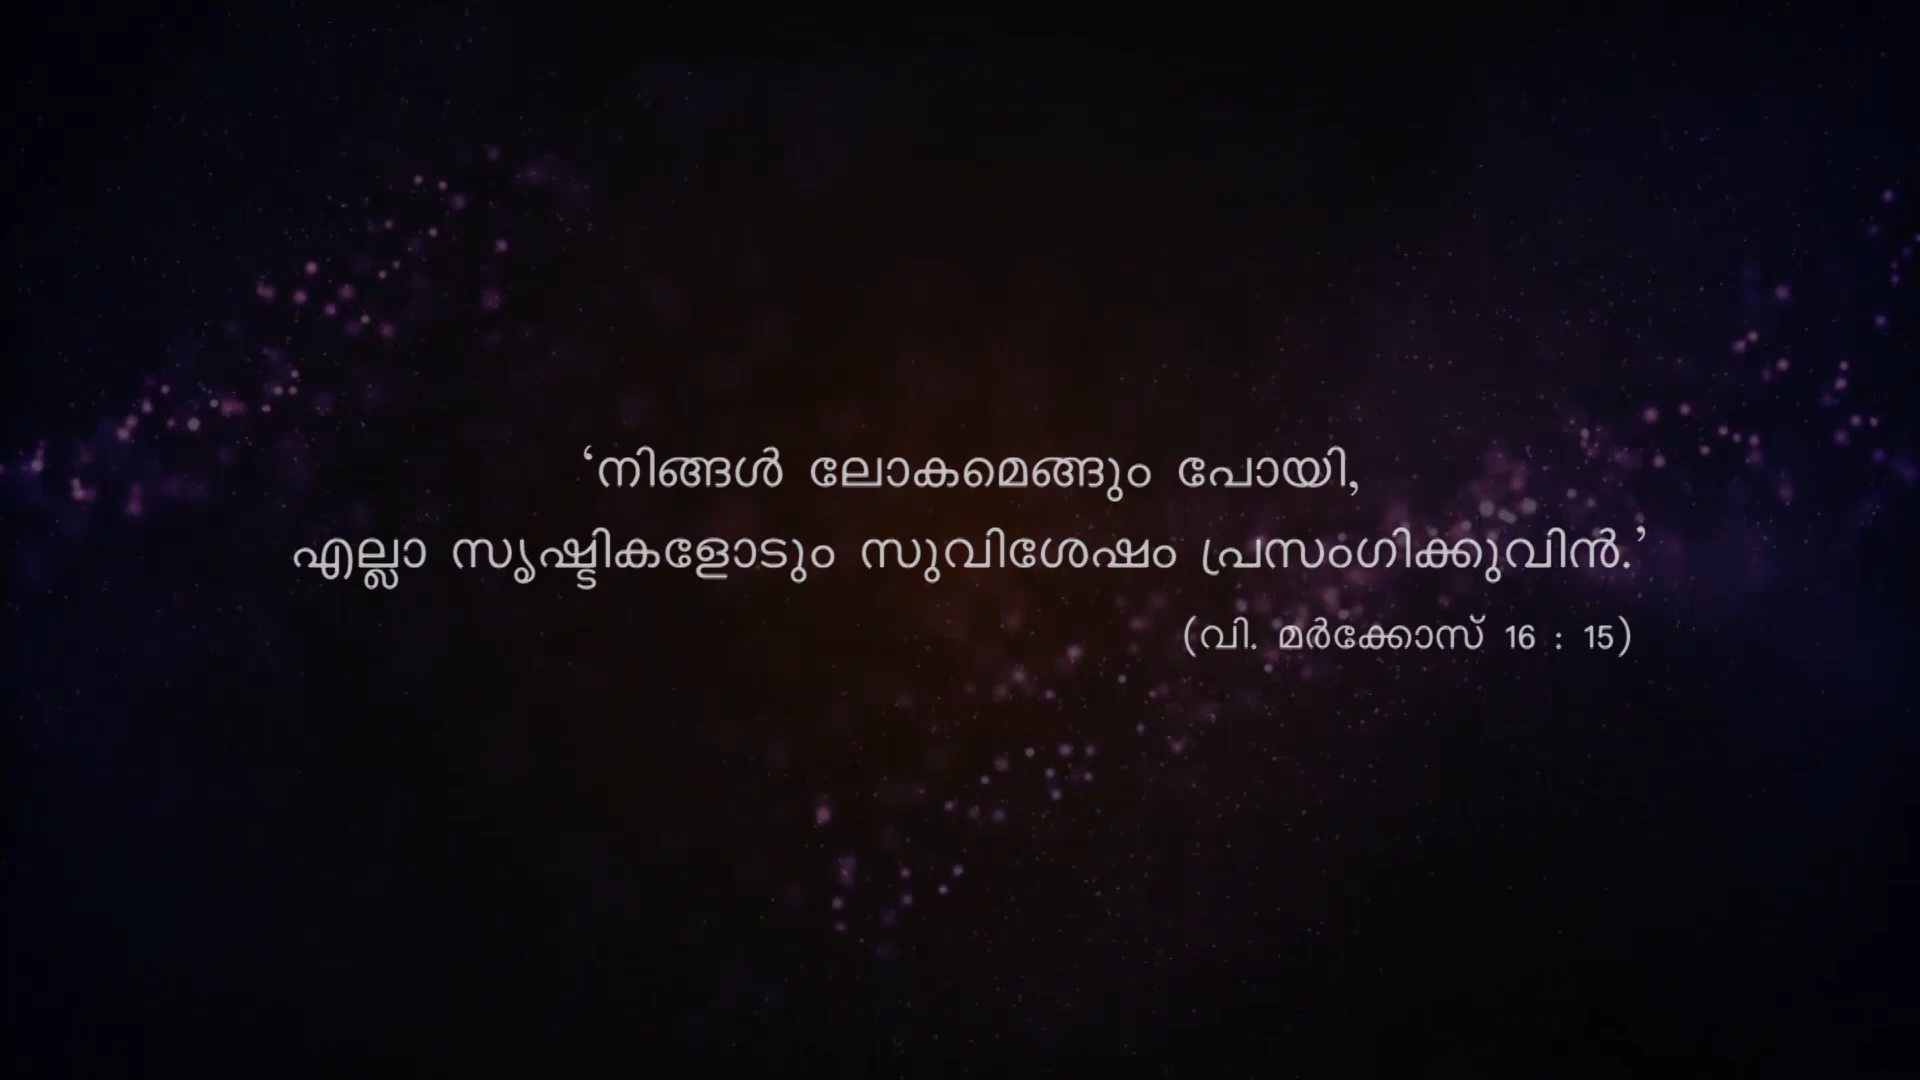 ‘നിങ്ങൾ ലോകമെങ്ങും പോയി,
എല്ലാ സൃഷ്ടികളോടും സുവിശേഷം പ്രസംഗിക്കുവിൻ.’
(വി. മർക്കോസ് 16 : 15)